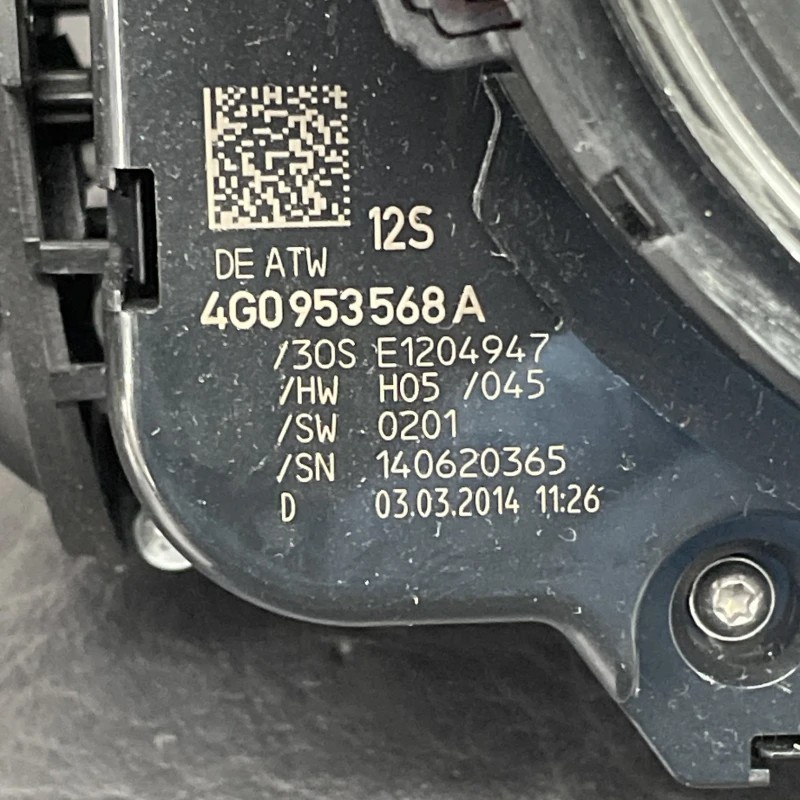 12S
DE ATW
4G0953568A
/30S E1204947
/HW H05 /045
/SW 0201
/SN 140620365
D 03.03.2014 11:26